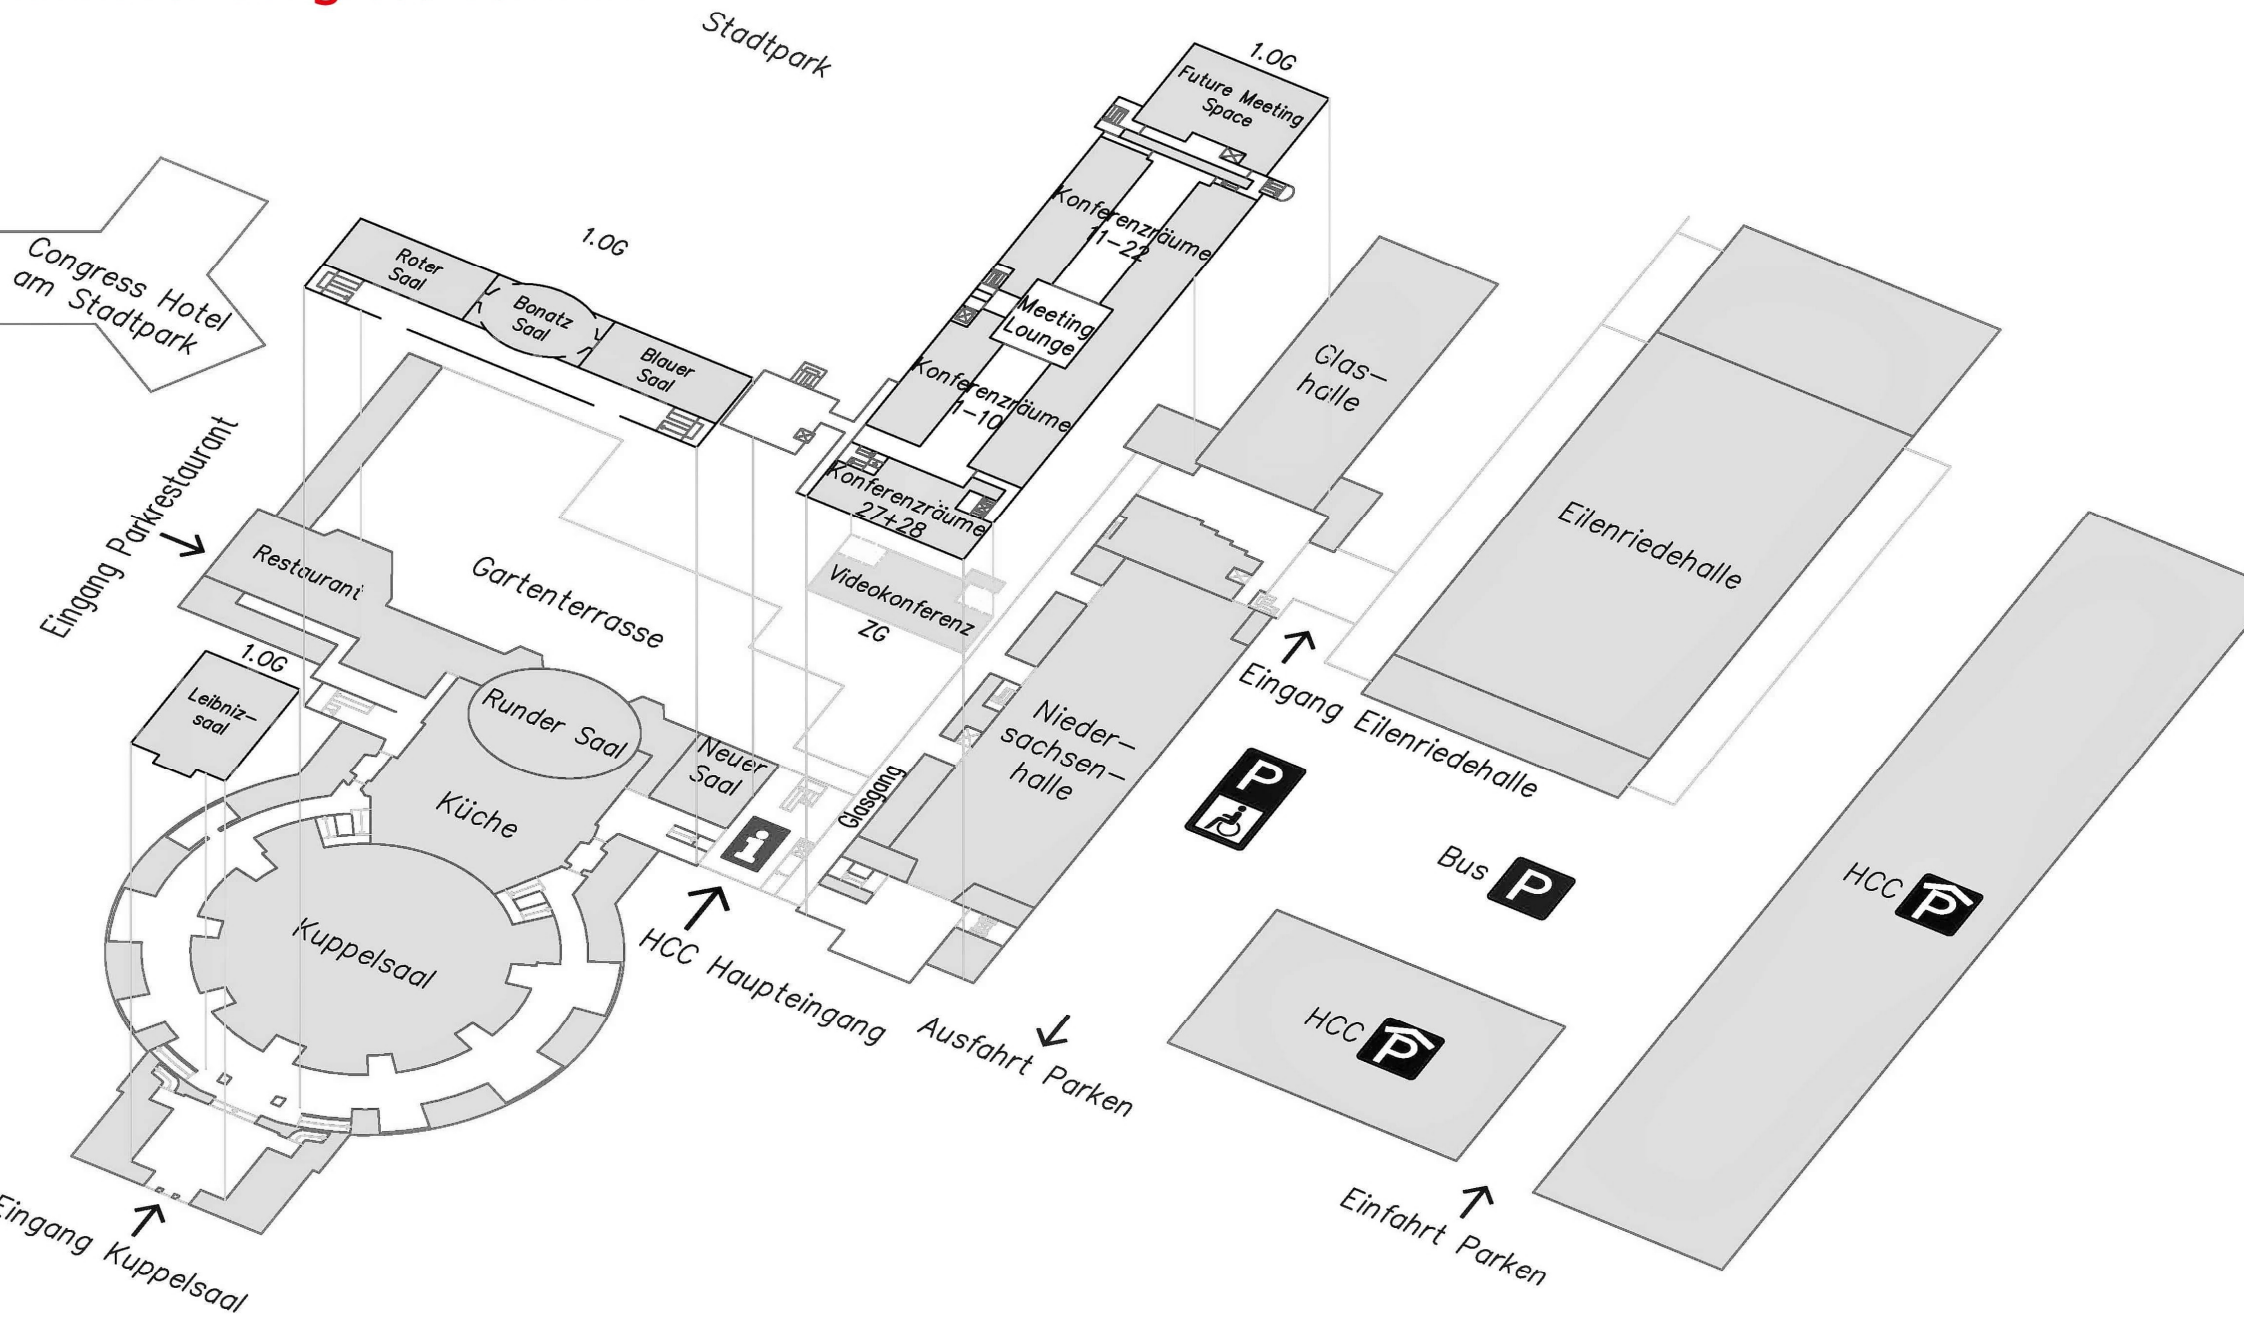 Stadtpark
1.OG
Future Meeting
Space
Konferenzräume
11-22
Meeting
Lounge
Konferenzräume
1-10
Konferenzräume
27+28
Videokonferenz
ZG
Congress Hotel
am Stadtpark
1.OG
Roter
Saal
Bonatz
Saal
Blauer
Saal
Glas-
halle
Eilenriedehalle
Eingang Parkrestaurant
Restaurant
Gartenterrasse
1.OG
Leibniz-
saal
Runder Saal
Neuer
Saal
Küche
Glasgang
Nieder-
sachsen-
halle
Eingang Eilenriedehalle
P
i
Kuppelsaal
HCC Haupteingang
Bus P
HCC P
HCC P
Ausfahrt Parken
Einfahrt Parken
Eingang Kuppelsaal